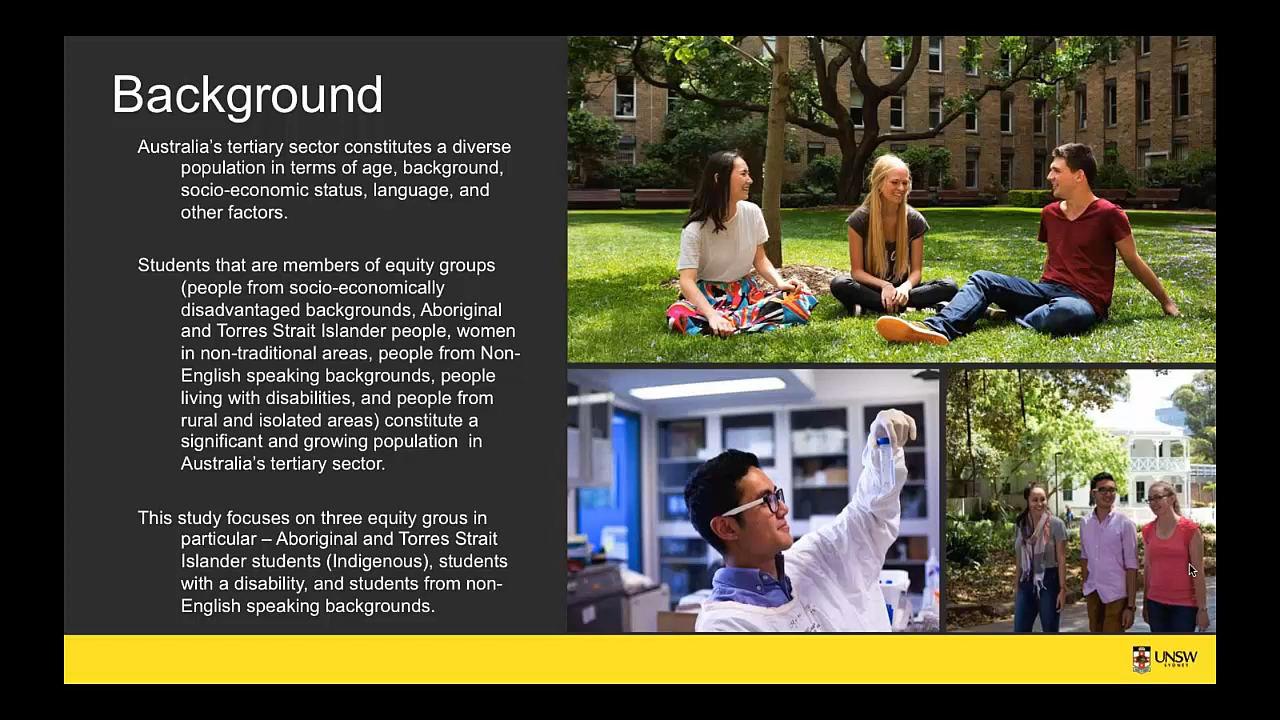 Background
Australia's tertiary sector constitutes a diverse
population in terms of age, background,
socio-economic status, language, and
other factors.
Students that are members of equity groups
(people from socio-economically
disadvantaged backgrounds, Aboriginal
and Torres Strait Islander people, women
in non-traditional areas, people from Non-
English speaking backgrounds, people
living with disabilities, and people from
rural and isolated areas) constitute a
significant and growing population  in
Australia's tertiary sector.
This study focuses on three equity grous in
particular – Aboriginal and Torres Strait
Islander students (Indigenous), students
with a disability, and students from non-
English speaking backgrounds.
UNSW
SYDNEY